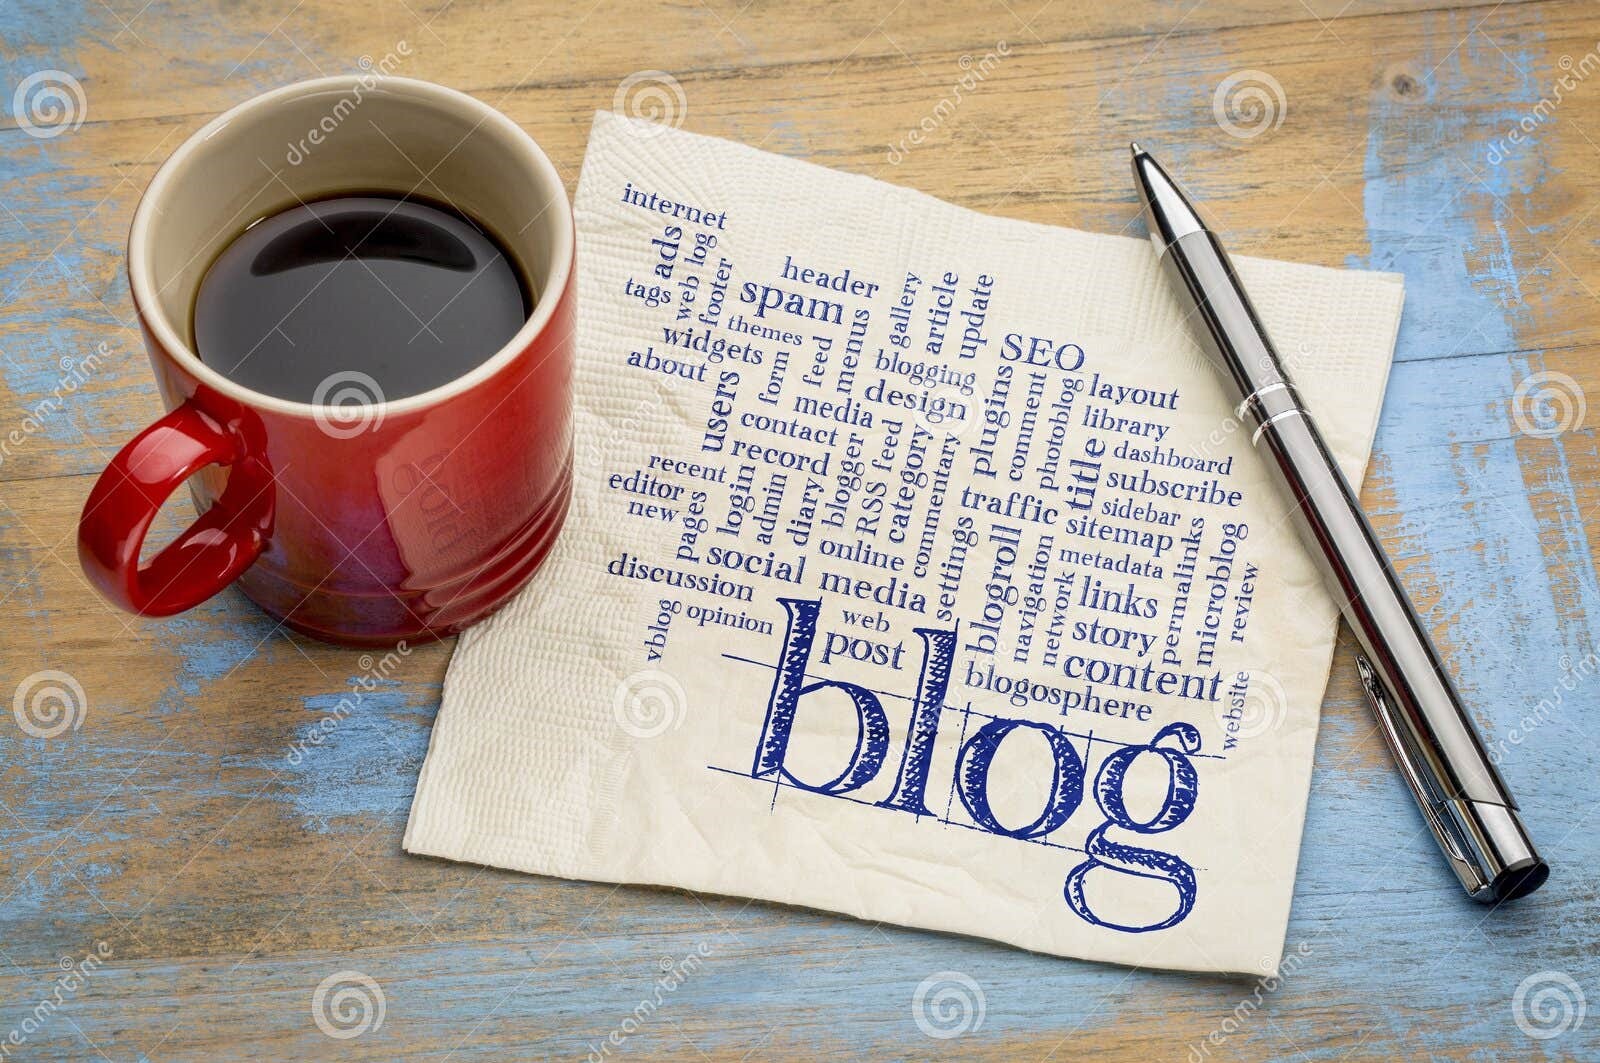 internet
ads
web log
tags
footer
header
spam
themes
widgets
about
form
feed
menus
gallery
article
update
blogging
SEO
users
media
design
contact
record
recent
editor
new
pages
login
admin
diary
blogger
RSS feed
category
commentary
plugins
comment
photoblog
layout
library
title
dashboard
subscribe
traffic
sidebar
sitemap
online
social media
discussion
vblog
opinion
web
post
settings
blogroll
navigation
network
metadata
links
story
permalinks
microblog
review
content
blogosphere
website
blog
dreamstime
dreamstime
dreamstime
dreamstime
dreamstime
dreamstime
dreamstime
dreamstime
dreamstime